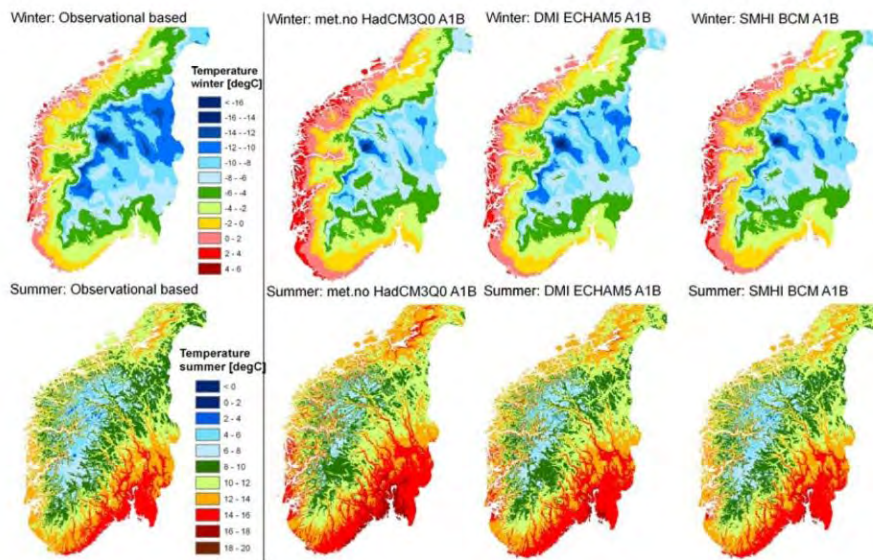 Winter: Observational based
Winter: met.no HadCM3Q0 A1B
Winter: DMI ECHAM5 A1B
Winter: SMHI BCM A1B
Temperature
winter [degC]
< -16
-16 - -14
-14 - -12
-12 - -10
-10 - -8
-8 - -6
-6 - -4
-4 - -2
-2 - 0
0 - 2
2 - 4
4 - 6
Summer: Observational based
Summer: met.no HadCM3Q0 A1B
Summer: DMI ECHAM5 A1B
Summer: SMHI BCM A1B
Temperature
summer [degC]
< 0
0 - 2
2 - 4
4 - 6
6 - 8
8 - 10
10 - 12
12 - 14
14 - 16
16 - 18
18 - 20